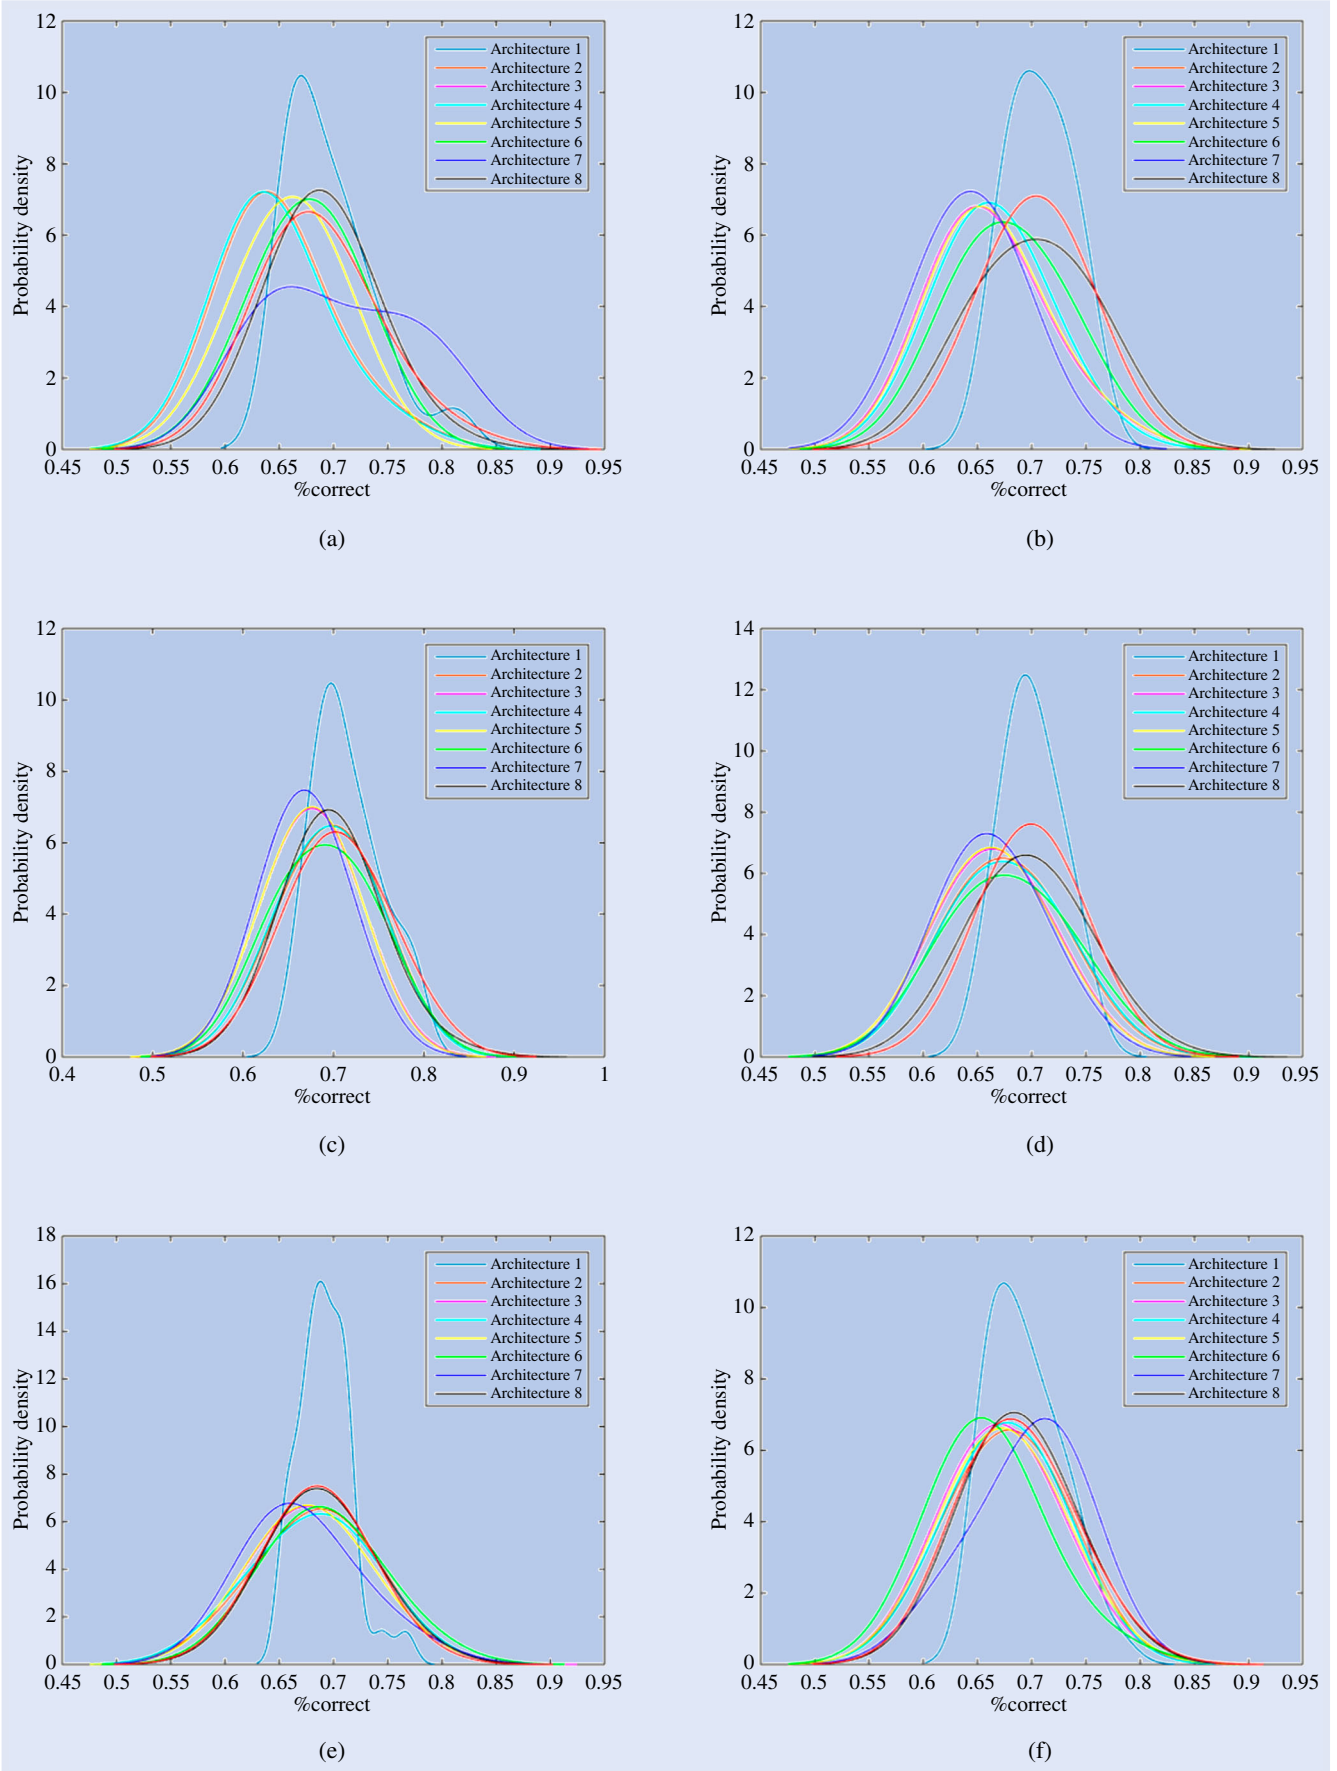 12
10
8
6
4
2
0
Probability density
Architecture 1
Architecture 2
Architecture 3
Architecture 4
Architecture 5
Architecture 6
Architecture 7
Architecture 8
0.45 0.5 0.55 0.6 0.65 0.7 0.75 0.8 0.85 0.9 0.95
%correct
(a)
12
10
8
6
4
2
0
Probability density
Architecture 1
Architecture 2
Architecture 3
Architecture 4
Architecture 5
Architecture 6
Architecture 7
Architecture 8
0.45 0.5 0.55 0.6 0.65 0.7 0.75 0.8 0.85 0.9 0.95
%correct
(b)
12
10
8
6
4
2
0
Probability density
Architecture 1
Architecture 2
Architecture 3
Architecture 4
Architecture 5
Architecture 6
Architecture 7
Architecture 8
0.4 0.5 0.6 0.7 0.8 0.9 1
%correct
(c)
14
12
10
8
6
4
2
0
Probability density
Architecture 1
Architecture 2
Architecture 3
Architecture 4
Architecture 5
Architecture 6
Architecture 7
Architecture 8
0.45 0.5 0.55 0.6 0.65 0.7 0.75 0.8 0.85 0.9 0.95
%correct
(d)
18
16
14
12
10
8
6
4
2
0
Probability density
Architecture 1
Architecture 2
Architecture 3
Architecture 4
Architecture 5
Architecture 6
Architecture 7
Architecture 8
0.45 0.5 0.55 0.6 0.65 0.7 0.75 0.8 0.85 0.9 0.95
%correct
(e)
12
10
8
6
4
2
0
Probability density
Architecture 1
Architecture 2
Architecture 3
Architecture 4
Architecture 5
Architecture 6
Architecture 7
Architecture 8
0.45 0.5 0.55 0.6 0.65 0.7 0.75 0.8 0.85 0.9 0.95
%correct
(f)